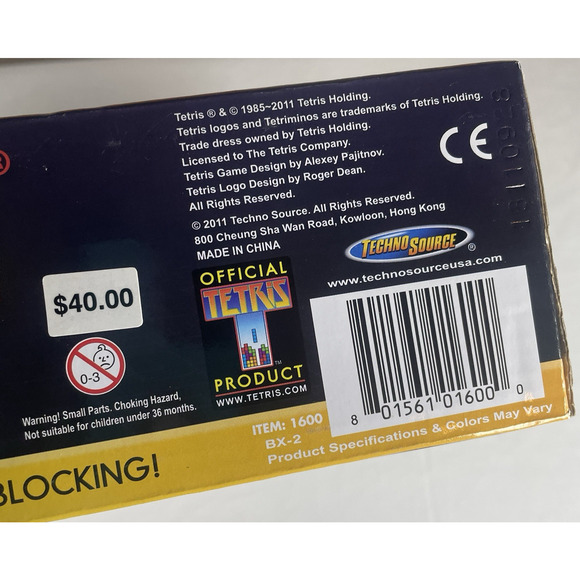 ®
Tetris ® & © 1985~2011 Tetris Holding.
Tetris logos and Tetriminos are trademarks of Tetris Holding.
Trade dress owned by Tetris Holding.
Licensed to The Tetris Company.
Tetris Game Design by Alexey Pajitnov.
Tetris Logo Design by Roger Dean.
All Rights Reserved.
© 2011 Techno Source. All Rights Reserved.
800 Cheung Sha Wan Road, Kowloon, Hong Kong
MADE IN CHINA
CE
TECHNO SOURCE ®
www.technosourceusa.com
OFFICIAL
TETRIS
™
PRODUCT
WWW.TETRIS.COM
$40.00
0-3
Warning! Small Parts. Choking Hazard,
Not suitable for children under 36 months.
8 01561 01600 0
ITEM: 1600
BX-2
Product Specifications & Colors May Vary
BLOCKING!